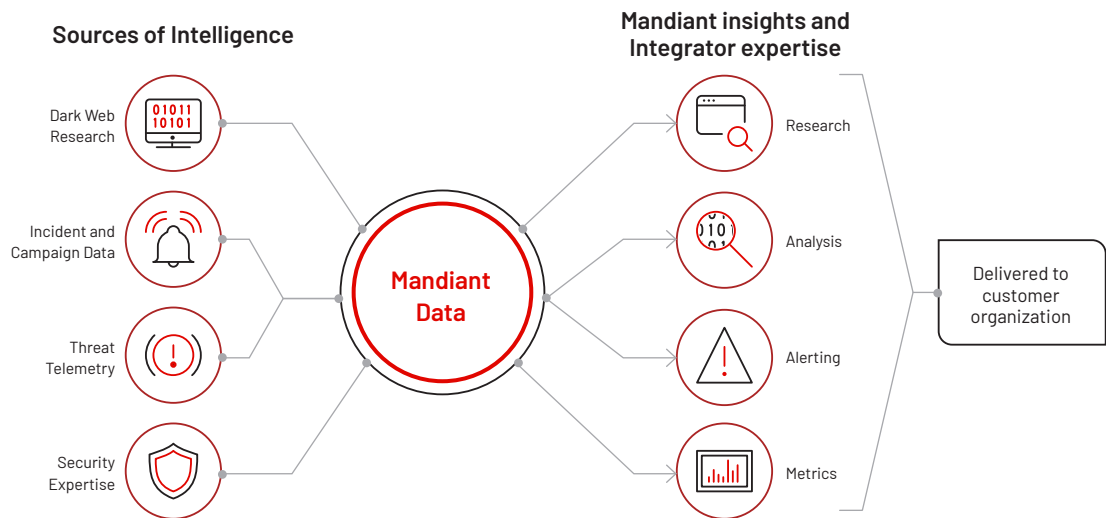 Sources of Intelligence
Dark Web
Research
01011
10101
Incident and
Campaign Data
Threat
Telemetry
Security
Expertise
Mandiant
Data
Mandiant insights and
Integrator expertise
Research
101
Analysis
Alerting
Metrics
Delivered to
customer
organization